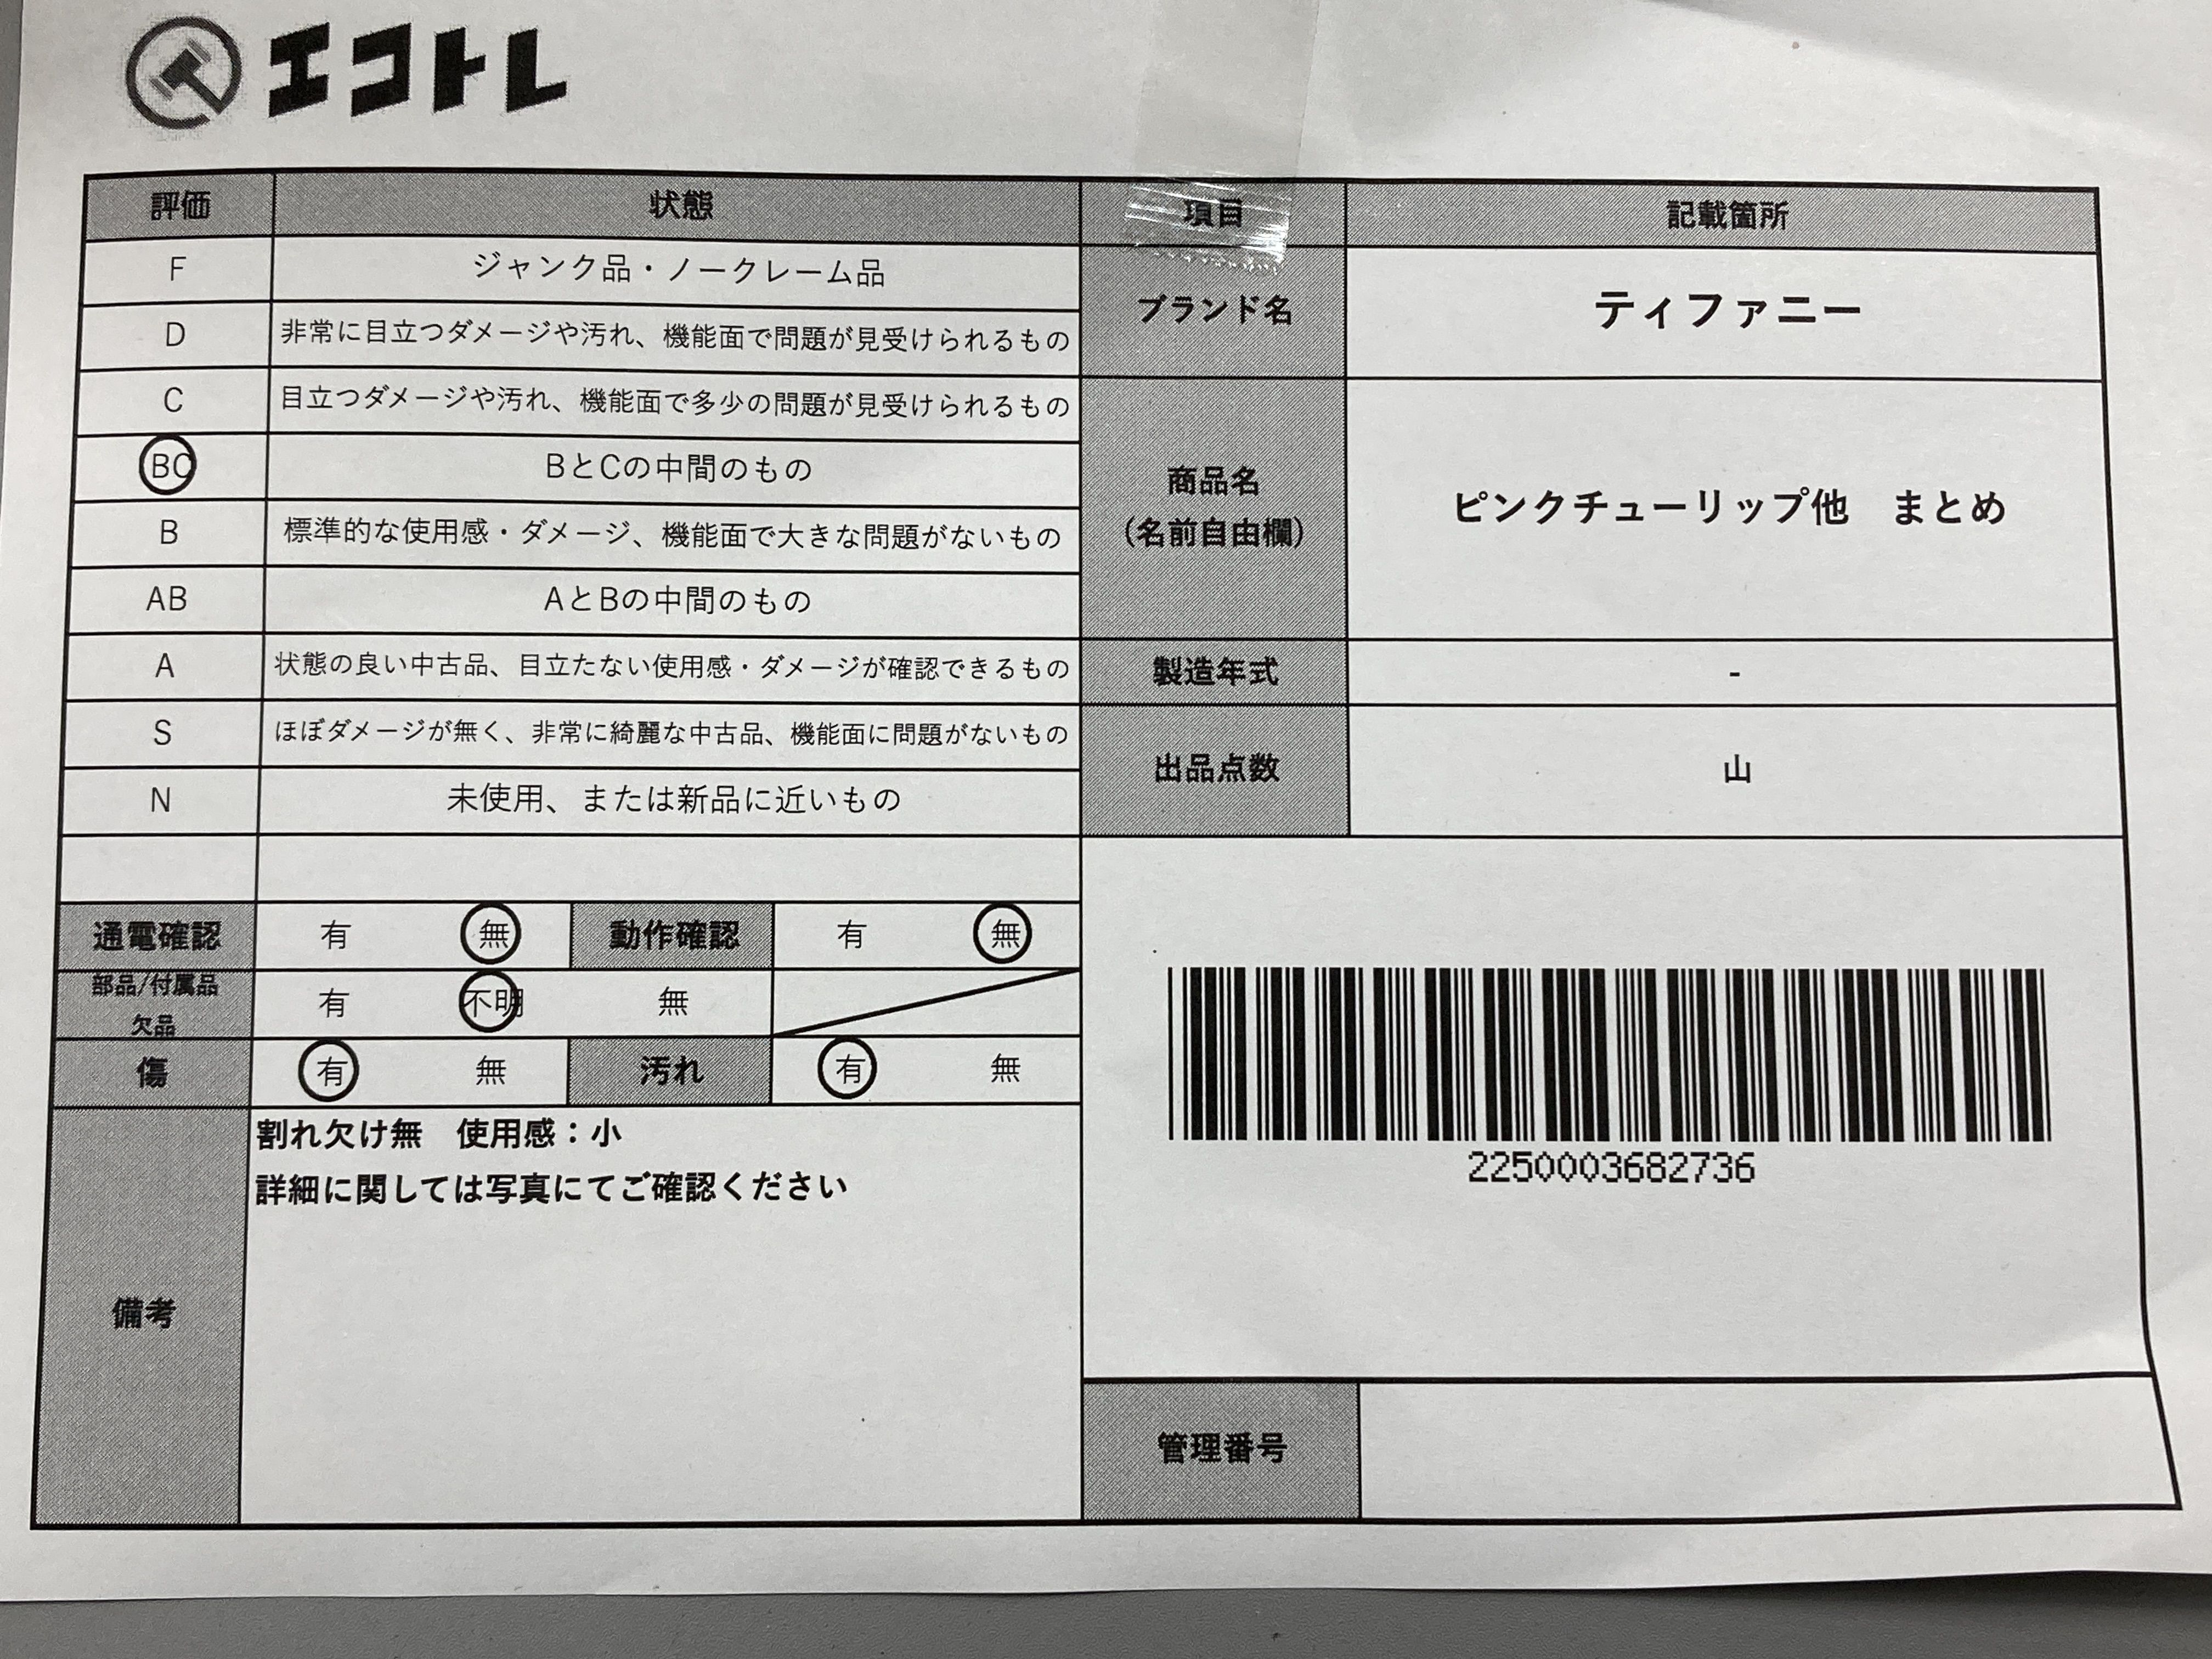 エコトレ
評価 状態 項目 記載箇所
F ジャンク品・ノークレーム品
D 非常に目立つダメージや汚れ、機能面で問題が見受けられるもの
ブランド名 ティファニー
C 目立つダメージや汚れ、機能面で多少の問題が見受けられるもの
BC BとCの中間のもの
B 標準的な使用感・ダメージ、機能面で大きな問題がないもの
商品名
(名前自由欄)
ピンクチューリップ他 まとめ
AB AとBの中間のもの
A 状態の良い中古品、目立たない使用感・ダメージが確認できるもの
製造年式 -
S ほぼダメージが無く、非常に綺麗な中古品、機能面に問題がないもの
N 未使用、または新品に近いもの
出品点数 山
通電確認 有 無 動作確認 有 無
部品/付属品
欠品
有 不明 無
傷 有 無 汚れ 有 無
備考
割れ欠け無 使用感：小
詳細に関しては写真にてご確認ください
2250003682736
管理番号